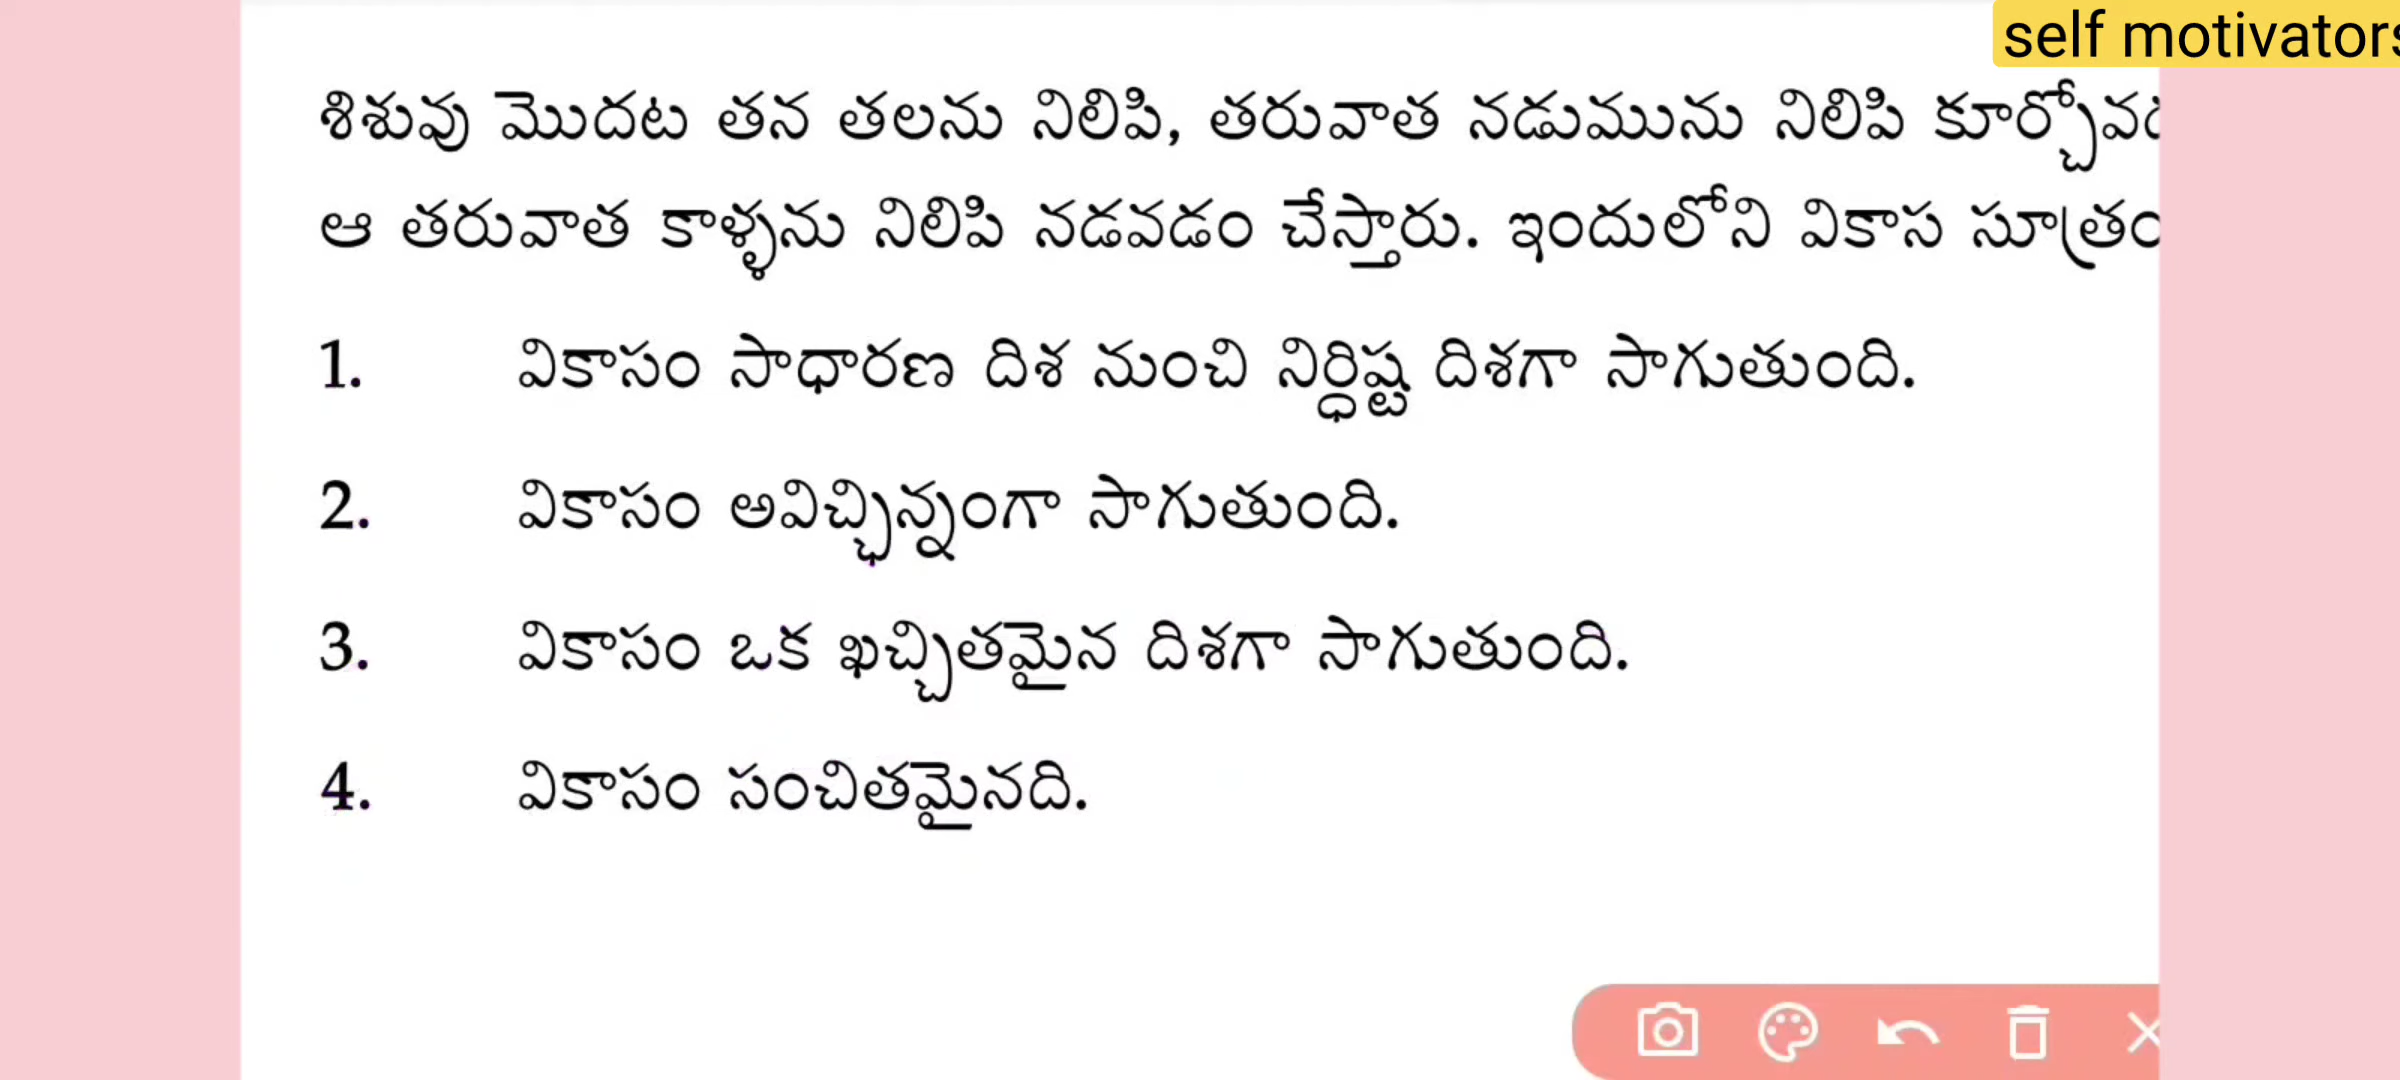 self motivators
శిశువు మొదట తన తలను నిలిపి, తరువాత నడుమును నిలిపి
ఆ తరువాత కాళ్ళను నిలిపి నడవడం చేస్తారు. ఇందులోని వికాస సూత్రం
1. వికాసం సాధారణ దిశ నుంచి నిర్ధిష్ట దిశగా సాగుతుంది.
2. వికాసం అవిచ్ఛిన్నంగా సాగుతుంది.
3. వికాసం ఒక ఖచ్చితమైన దిశగా సాగుతుంది.
4. వికాసం సంచితమైనది.